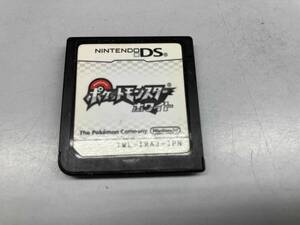 NINTENDO DS
ポケットモンスター
ホワイト
The Pokémon Company Nintendo
TWL-IRAJ-JPN